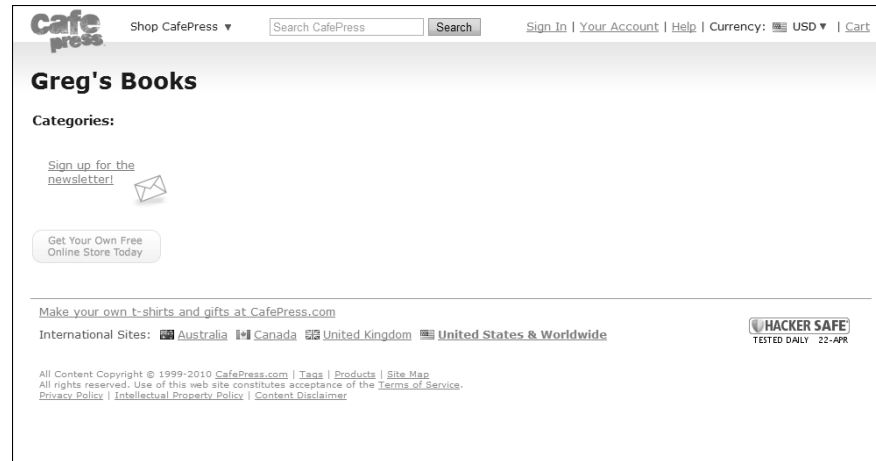 Cafe press. Shop CafePress ▼ Search CafePress Search Sign In | Your Account | Help | Currency: USD ▼ | Cart
Greg's Books
Categories:
Sign up for the
newsletter!
Get Your Own Free
Online Store Today
Make your own t-shirts and gifts at CafePress.com
International Sites: Australia Canada United Kingdom United States & Worldwide
HACKER SAFE
TESTED DAILY 22-APR
All Content Copyright © 1999-2010 CafePress.com | Tags | Products | Site Map
All rights reserved. Use of this web site constitutes acceptance of the Terms of Service.
Privacy Policy | Intellectual Property Policy | Content Disclaimer